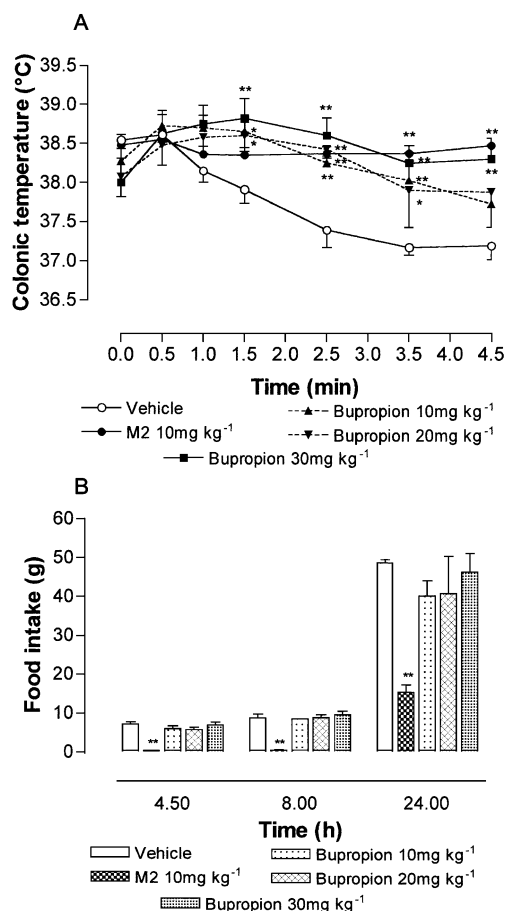 A
Colonic temperature (°C)
39.5
39.0
38.5
38.0
37.5
37.0
36.5
**
**
**
**
*
*
**
**
**
**
**
*
**
0.0 0.5 1.0 1.5 2.5 2.0 3.0 3.5 4.0 4.5
Time (min)
Vehicle
Bupropion 10mg kg⁻¹
M2 10mg kg⁻¹
Bupropion 20mg kg⁻¹
Bupropion 30mg kg⁻¹
B
Food intake (g)
60
50
40
30
20
10
0
**
**
**
4.50 8.00 24.00
Time (h)
Vehicle
Bupropion 10mg kg⁻¹
M2 10mg kg⁻¹
Bupropion 20mg kg⁻¹
Bupropion 30mg kg⁻¹